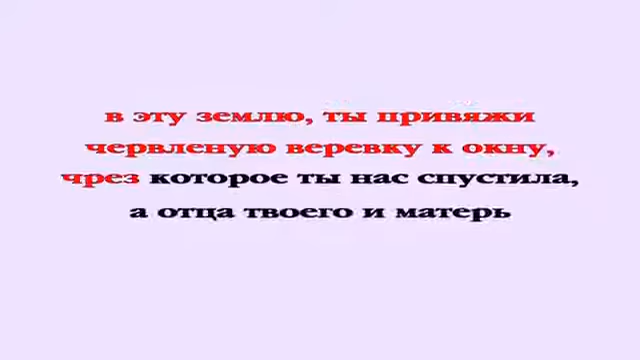 в эту землю, ты привяжи
червленую веревку к окну,
чрез которое ты нас спустила,
а отца твоего и матерь